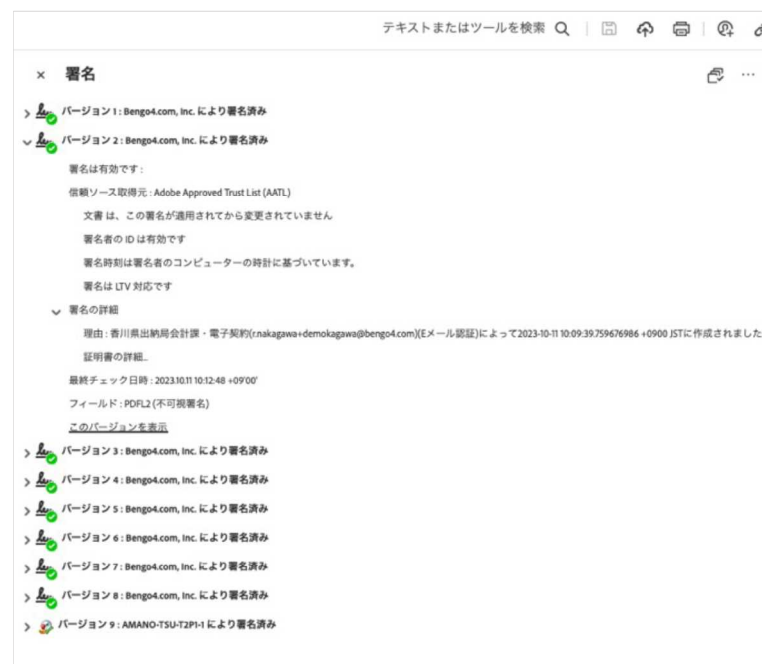 テキストまたはツールを検索
署名
バージョン 1 : Bengo4.com, Inc. により署名済み
バージョン 2 : Bengo4.com, Inc. により署名済み
署名は有効です :
信頼ソース取得元 : Adobe Approved Trust List (AATL)
文書 は、この署名が適用されてから変更されていません
署名者の ID は有効です
署名時刻は署名者のコンピューターの時計に基づいています。
署名は LTV 対応です
署名の詳細
理由 : 香川県出納局会計課・電子契約(r.nakagawa+demokagawa@bengo4.com)(Eメール認証)によって2023-10-11 10:09:39.759676986 +0900 JSTに作成されました
証明書の詳細...
最終チェック日時 : 2023.10.11 10:12:48 +09'00'
フィールド : PDFL2 (不可視署名)
このバージョンを表示
バージョン 3 : Bengo4.com, Inc. により署名済み
バージョン 4 : Bengo4.com, Inc. により署名済み
バージョン 5 : Bengo4.com, Inc. により署名済み
バージョン 6 : Bengo4.com, Inc. により署名済み
バージョン 7 : Bengo4.com, Inc. により署名済み
バージョン 8 : Bengo4.com, Inc. により署名済み
バージョン 9 : AMANO-TSU-T2P1-1 により署名済み